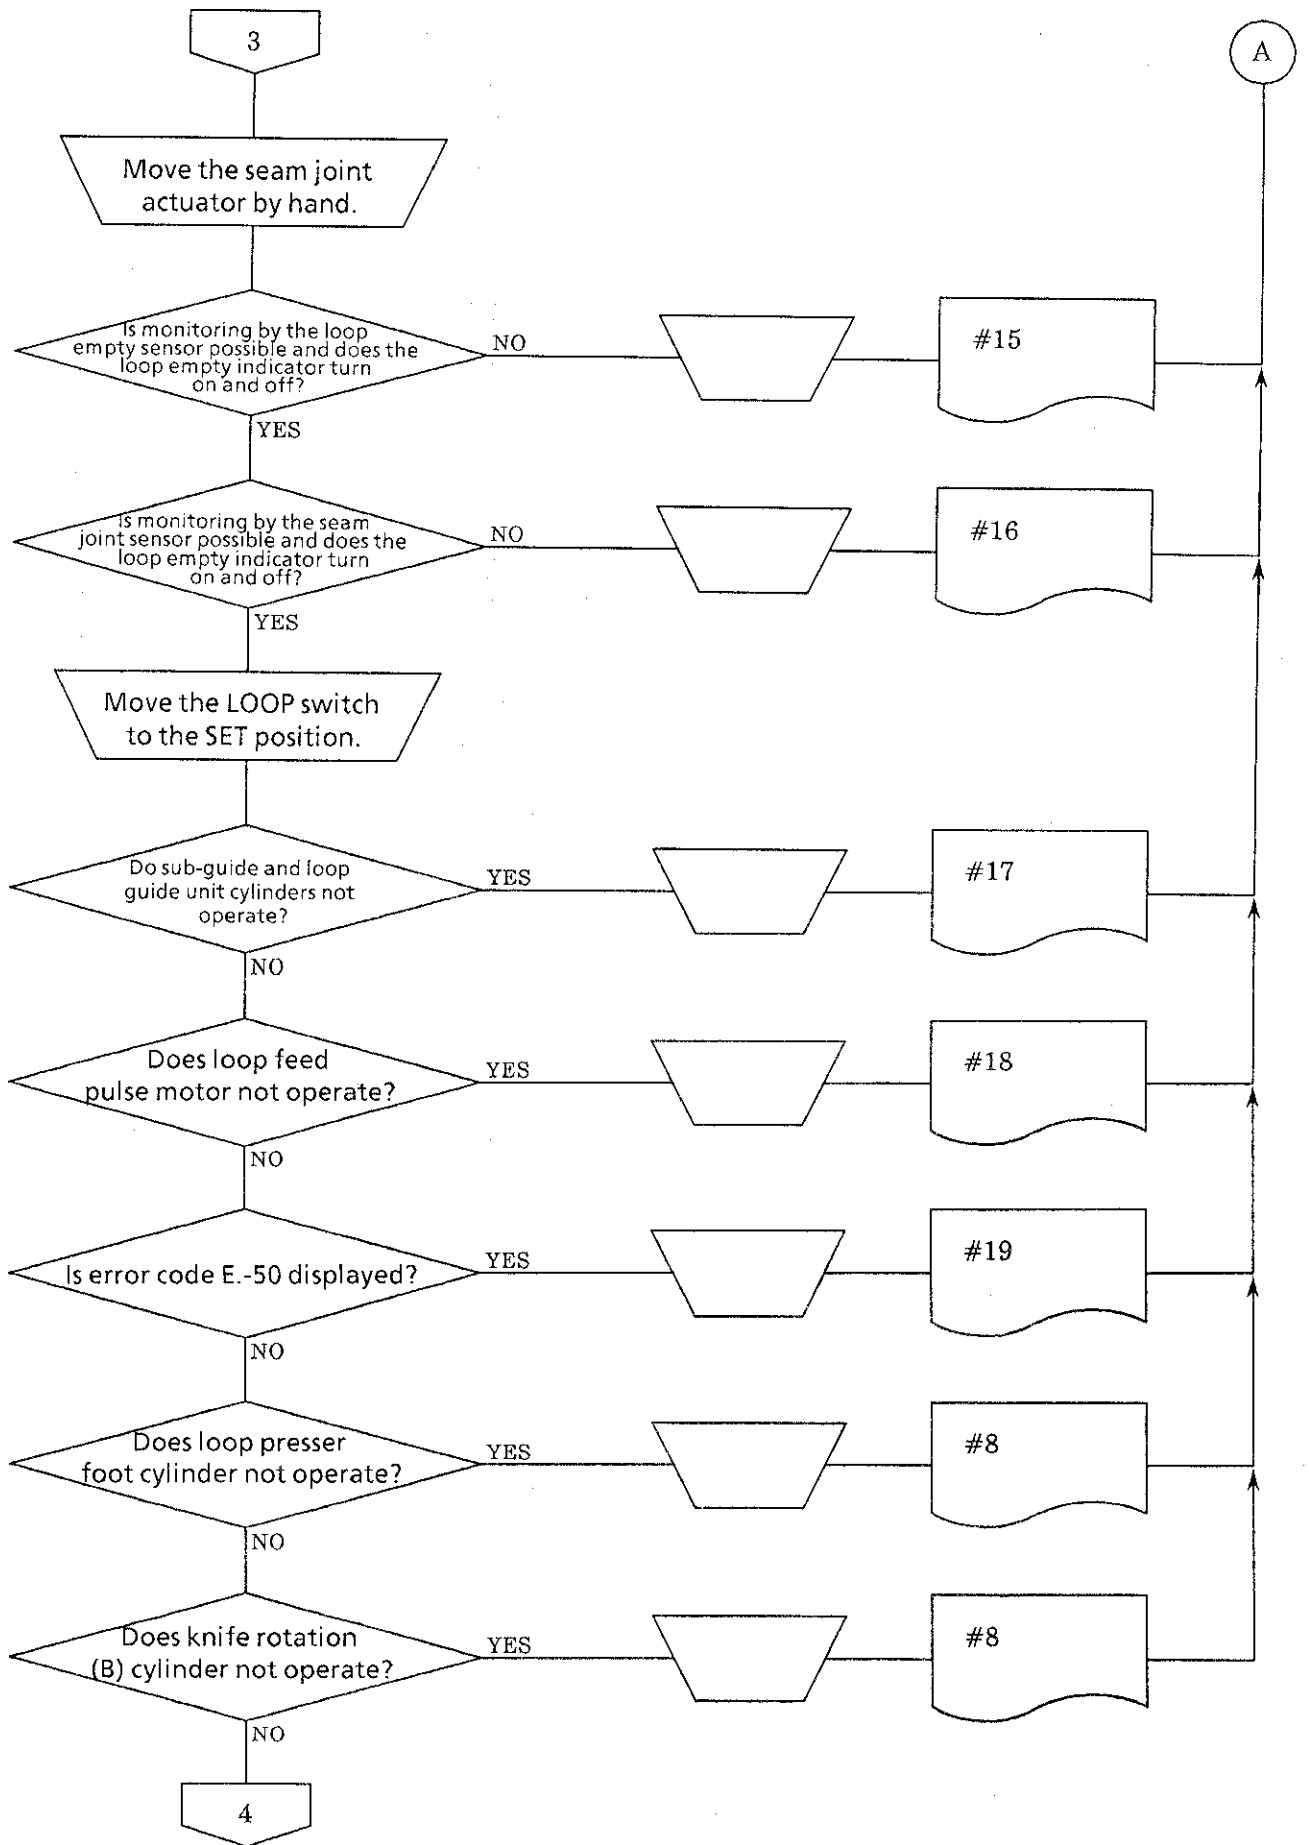 3
A
Move the seam joint
actuator by hand.
Is monitoring by the loop
empty sensor possible and does the
loop empty indicator turn
on and off?
NO
#15
YES
Is monitoring by the seam
joint sensor possible and does the
loop empty indicator turn
on and off?
NO
#16
YES
Move the LOOP switch
to the SET position.
Do sub-guide and loop
guide unit cylinders not
operate?
YES
#17
NO
Does loop feed
pulse motor not operate?
YES
#18
NO
Is error code E.-50 displayed?
YES
#19
NO
Does loop presser
foot cylinder not operate?
YES
#8
NO
Does knife rotation
(B) cylinder not operate?
YES
#8
NO
4